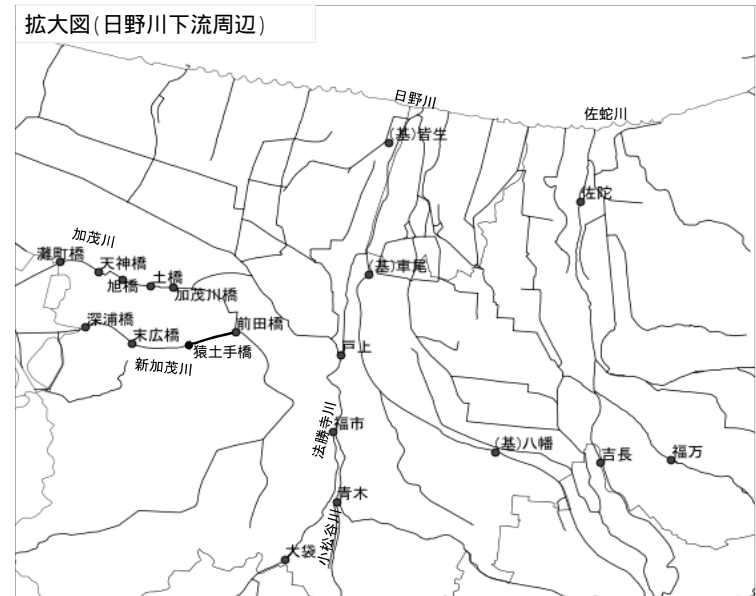 拡大図(日野川下流周辺)
日野川
佐蛇川
(基)皆生
佐陀
加茂川
灘町橋
天神橋
旭橋
土橋
加茂川橋
(基)車尾
深浦橋
末広橋
前田橋
猿土手橋
新加茂川
戸上
法勝寺川
福市
(基)八幡
吉長
福万
青木
小松谷川
大袋